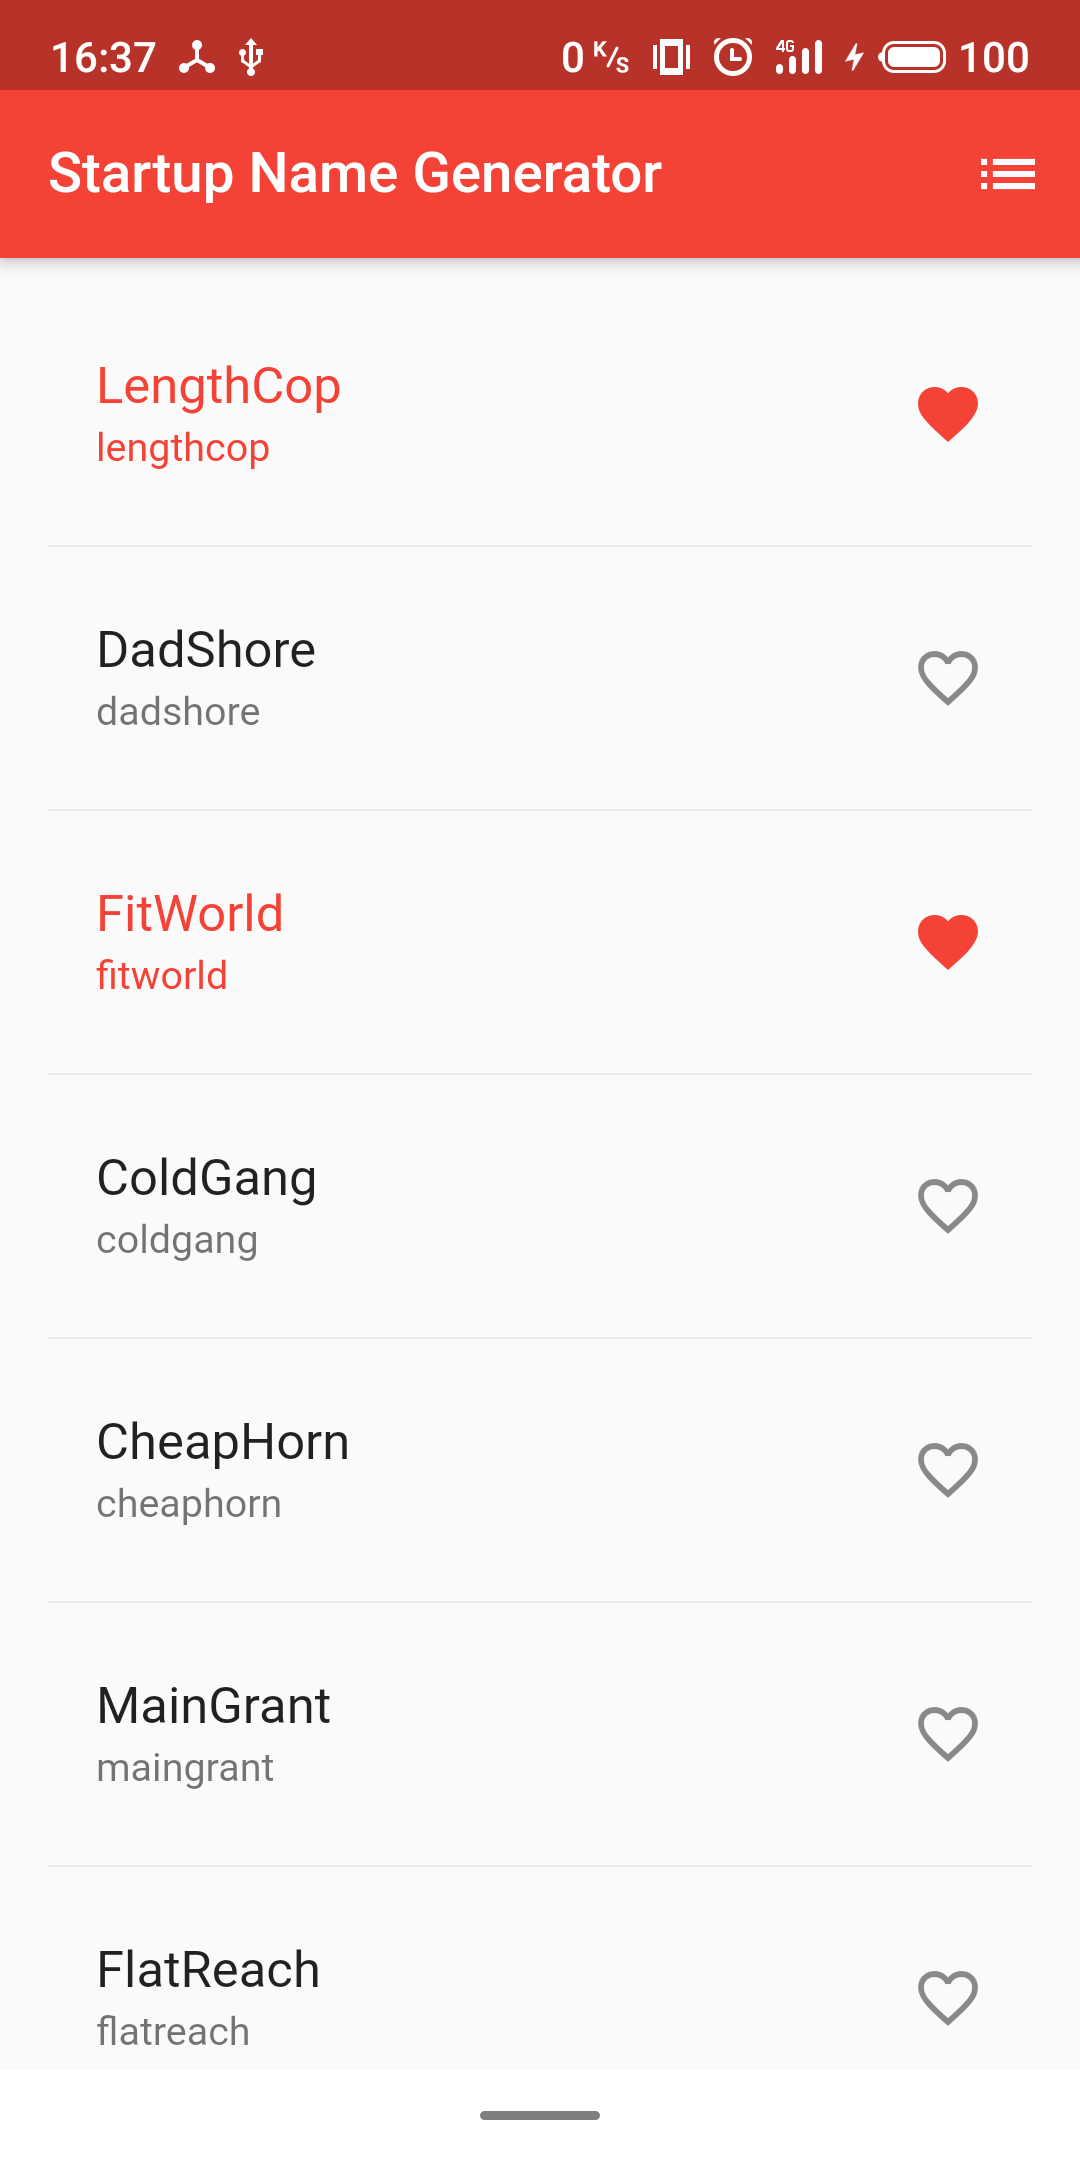 16:37 0 K/s 4G 100
Startup Name Generator
LengthCop
lengthcop
DadShore
dadshore
FitWorld
fitworld
ColdGang
coldgang
CheapHorn
cheaphorn
MainGrant
maingrant
FlatReach
flatreach